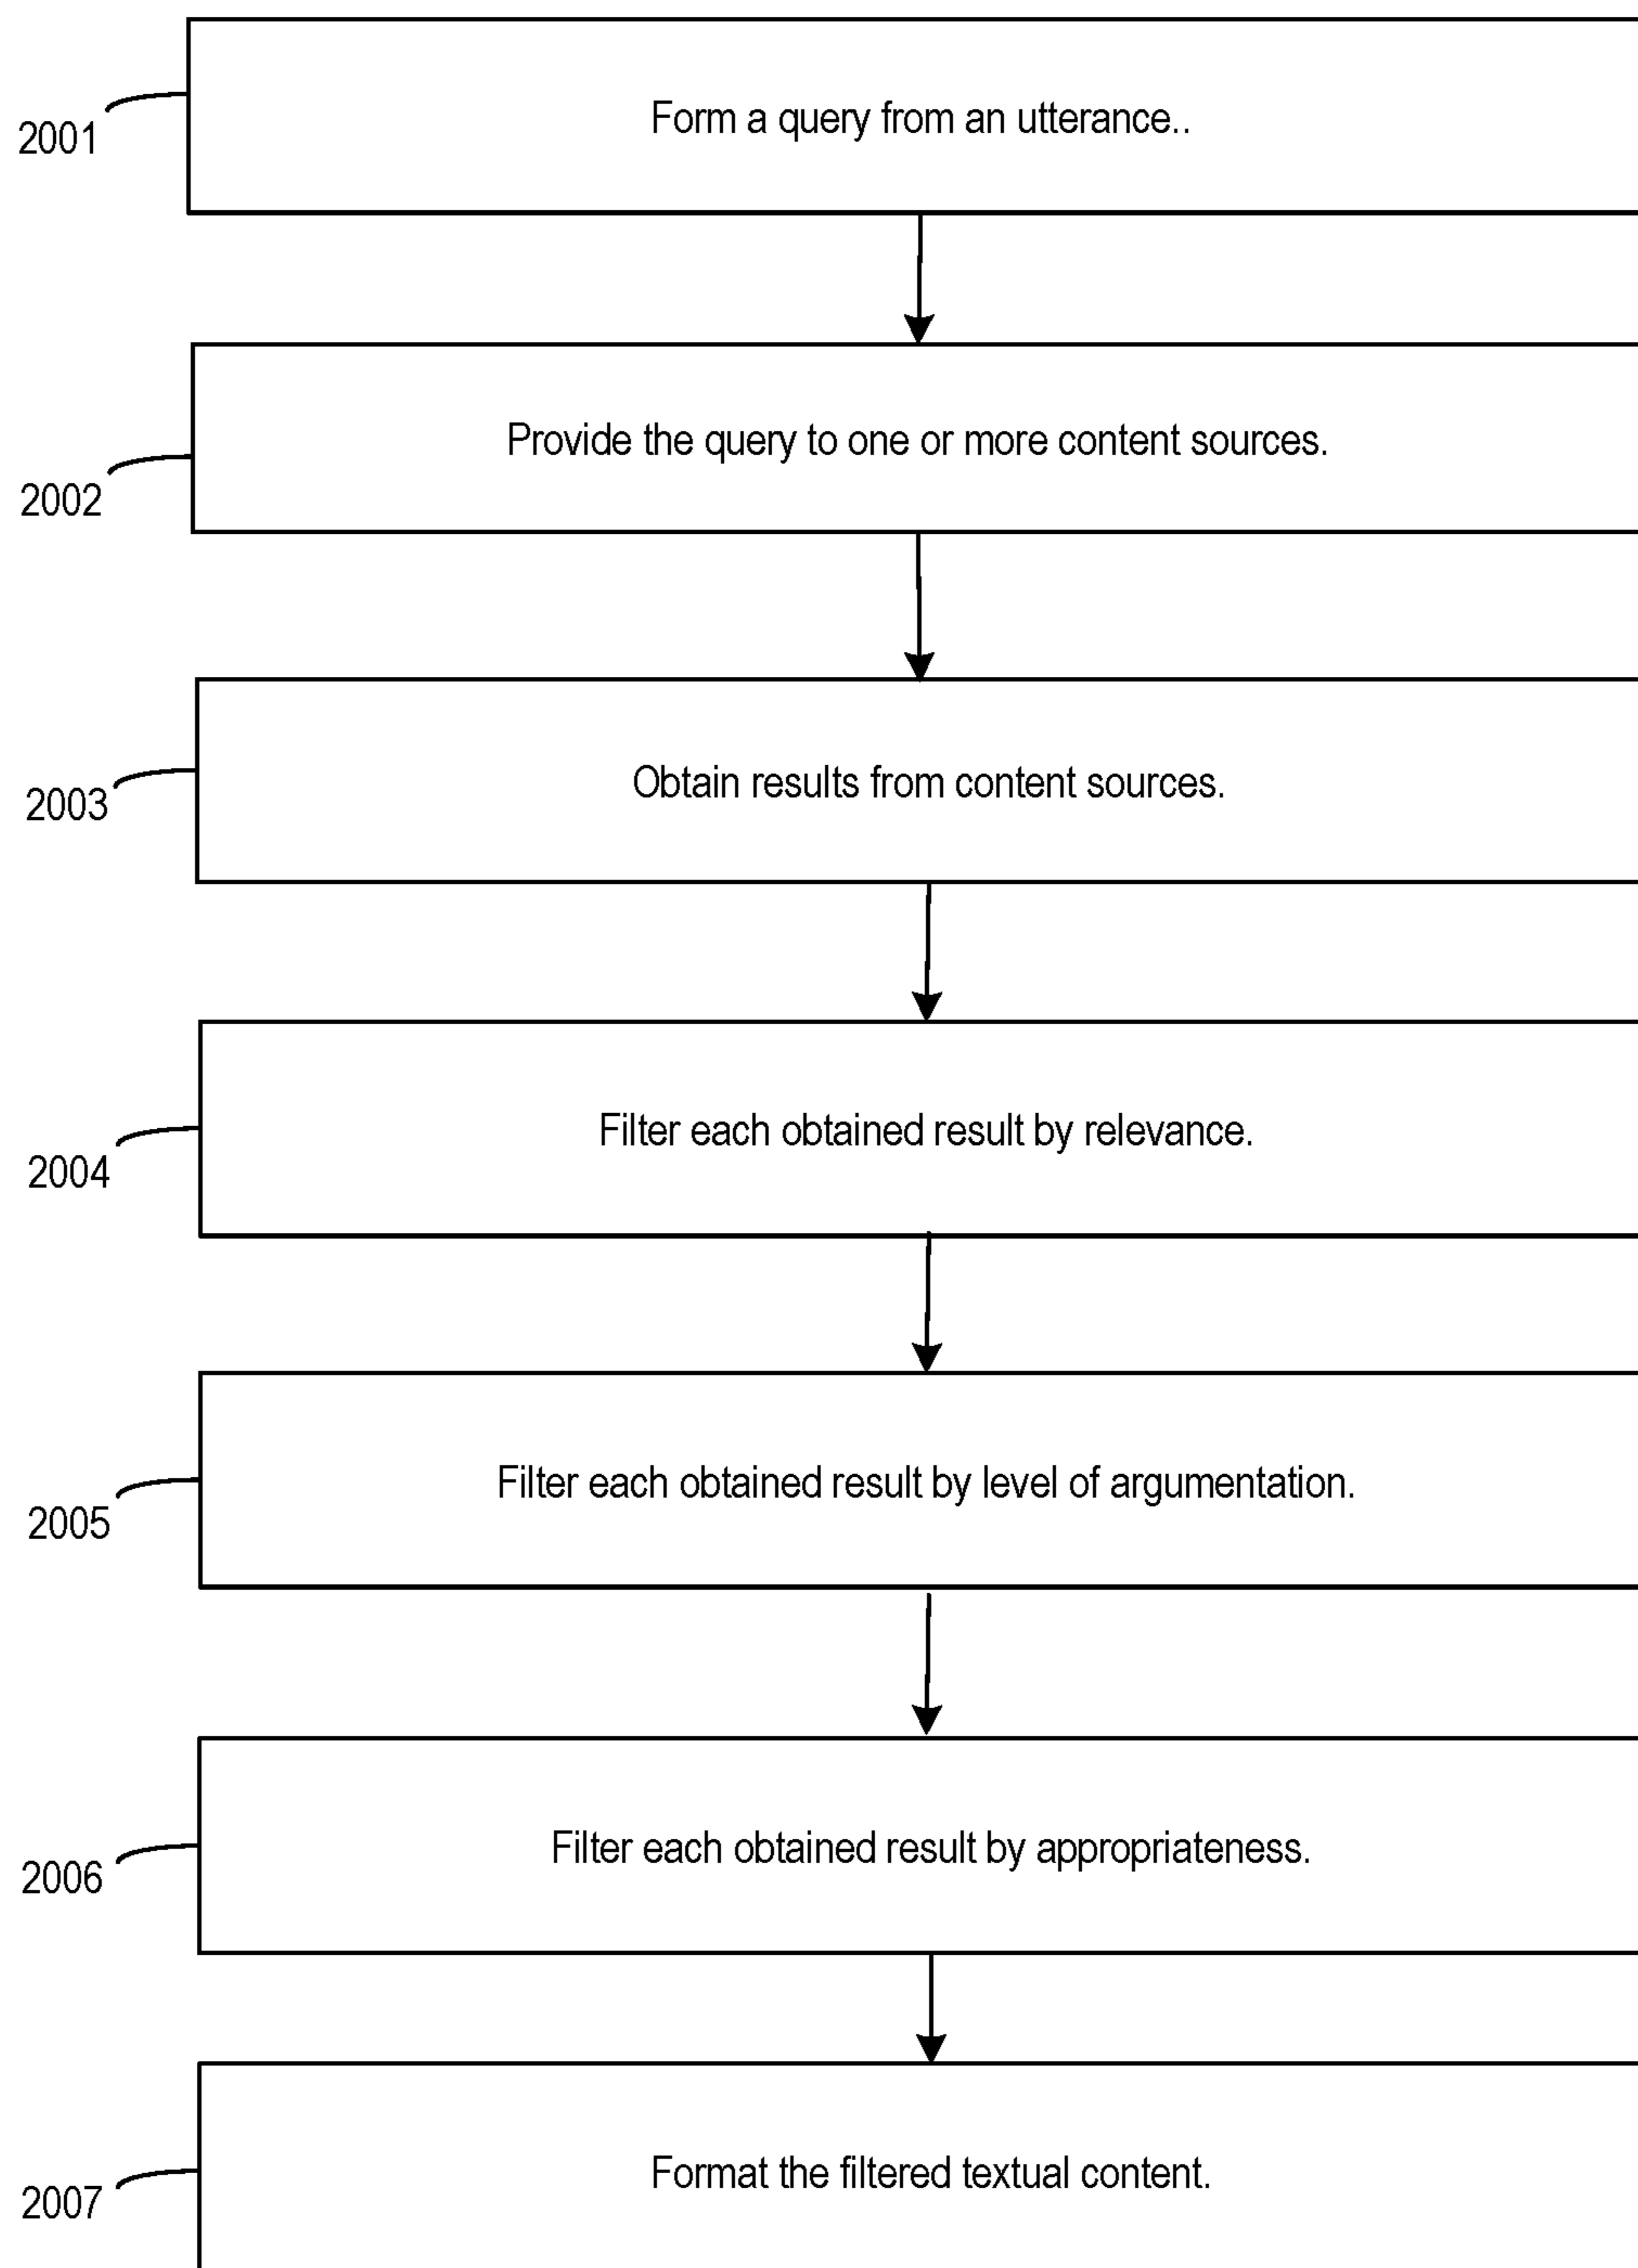 Form a query from an utterance..
2001
Provide the query to one or more content sources.
2002
Obtain results from content sources.
2003
Filter each obtained result by relevance.
2004
Filter each obtained result by level of argumentation.
2005
Filter each obtained result by appropriateness.
2006
Format the filtered textual content.
2007